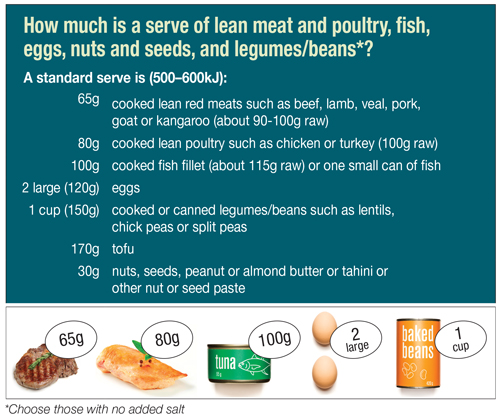 How much is a serve of lean meat and poultry, fish,
eggs, nuts and seeds, and legumes/beans*?
A standard serve is (500–600kJ):
65g cooked lean red meats such as beef, lamb, veal, pork,
goat or kangaroo (about 90-100g raw)
80g cooked lean poultry such as chicken or turkey (100g raw)
100g cooked fish fillet (about 115g raw) or one small can of fish
2 large (120g) eggs
1 cup (150g) cooked or canned legumes/beans such as lentils,
chick peas or split peas
170g tofu
30g nuts, seeds, peanut or almond butter or tahini or
other nut or seed paste
65g
80g
tuna
100g
2
large
baked
beans
1
cup
*Choose those with no added salt